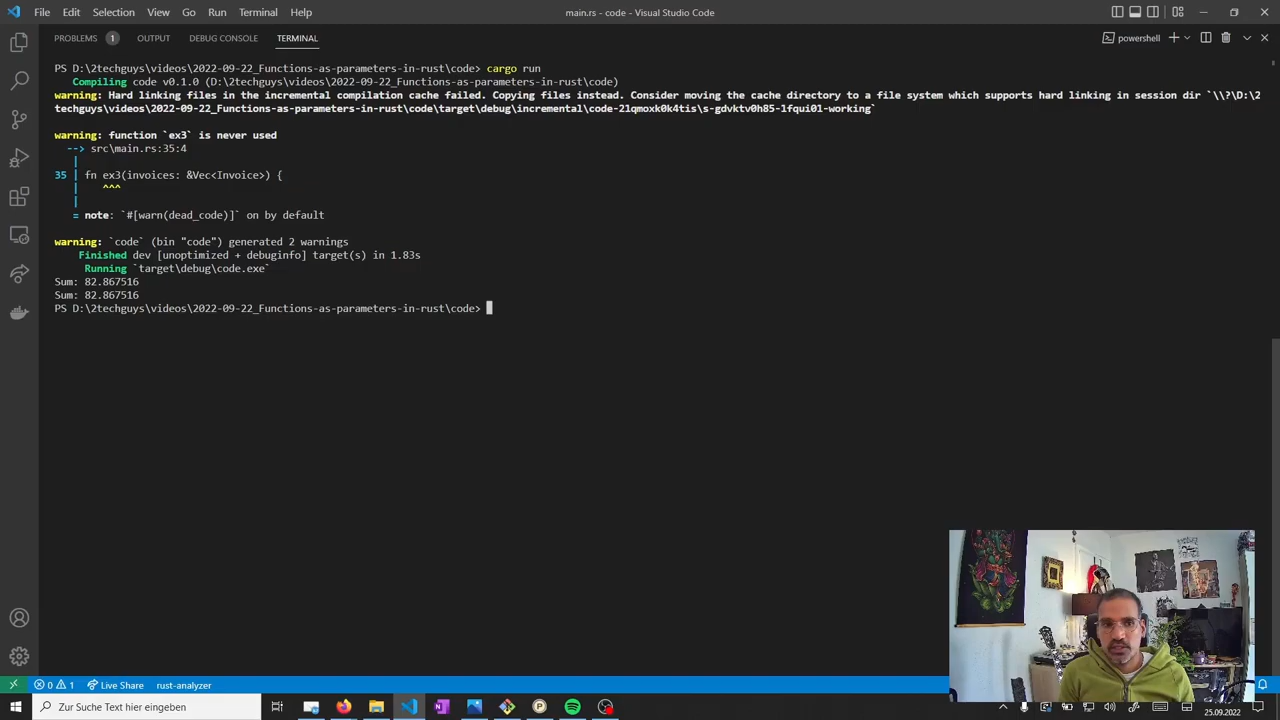 File Edit Selection View Go Run Terminal Help
main.rs - code - Visual Studio Code
PROBLEMS 1 OUTPUT DEBUG CONSOLE TERMINAL
powershell
PS D:\2techguys\videos\2022-09-22_Functions-as-parameters-in-rust\code> cargo run
Compiling code v0.1.0 (D:\2techguys\videos\2022-09-22_Functions-as-parameters-in-rust\code)
warning: Hard linking files in the incremental compilation cache failed. Copying files instead. Consider moving the cache directory to a file system which supports hard linking in session dir `\\?\D:\2
techguys\videos\2022-09-22_Functions-as-parameters-in-rust\code\target\debug\incremental\code-21qmoxk0k4tis\s-gdvktv0h85-1fqui01-working`
warning: function `ex3` is never used
--> src\main.rs:35:4
|
35 | fn ex3(invoices: &Vec<Invoice>) {
| ^^^
|
= note: `#[warn(dead_code)]` on by default
warning: `code` (bin "code") generated 2 warnings
Finished dev [unoptimized + debuginfo] target(s) in 1.83s
Running `target\debug\code.exe`
Sum: 82.867516
Sum: 82.867516
PS D:\2techguys\videos\2022-09-22_Functions-as-parameters-in-rust\code>
0 1 Live Share rust-analyzer
Zur Suche Text hier eingeben
25.09.2022